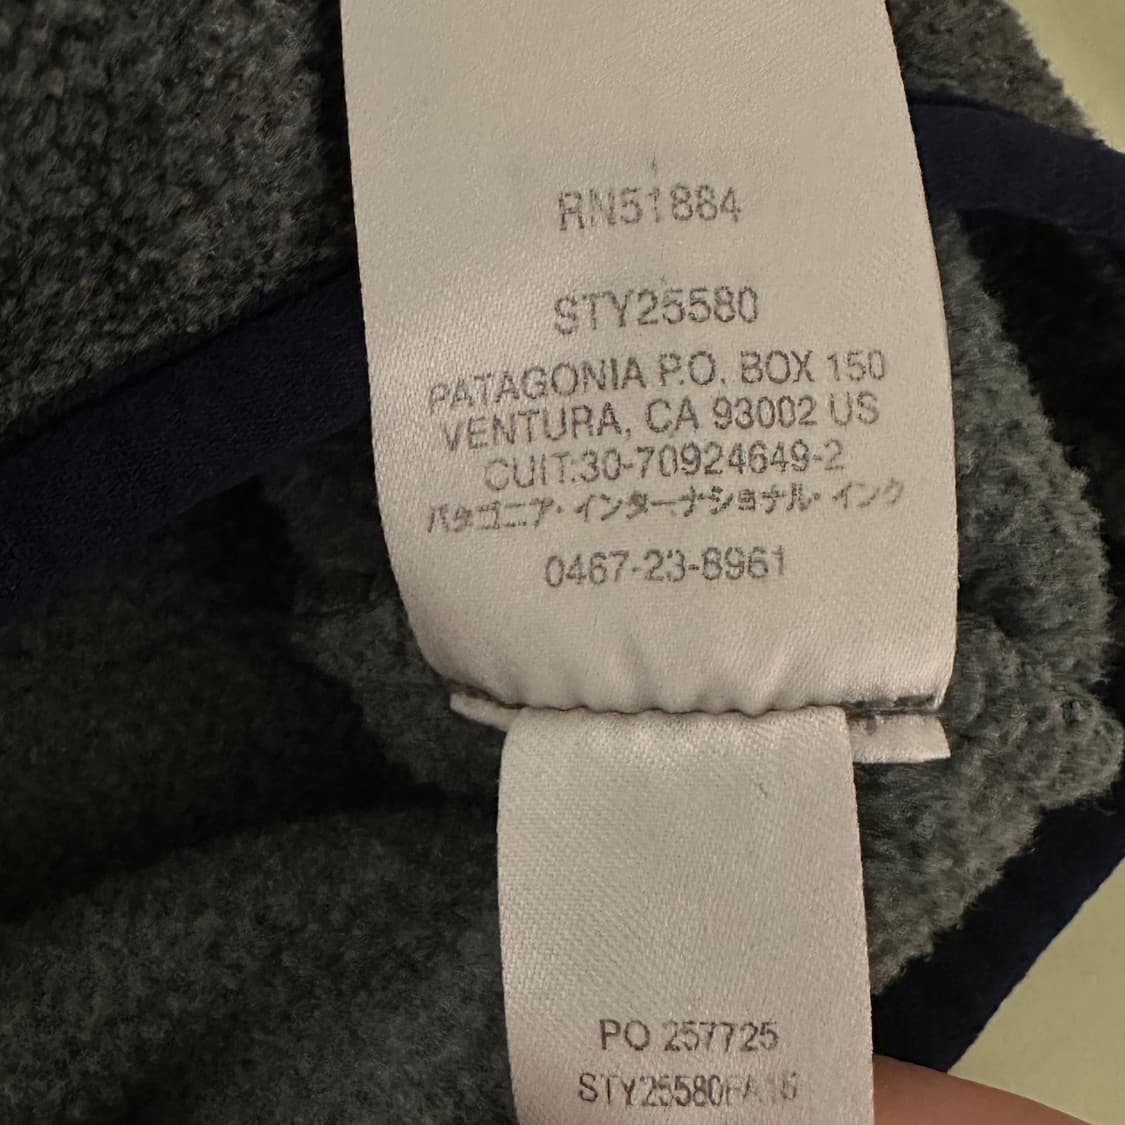 RN51884
STY25580
PATAGONIA P.O. BOX 150
VENTURA, CA 93002 US
CUIT:30-70924649-2
パタゴニア・インターナショナル・インク
0467-23-8961
PO 257725
STY25580FA16